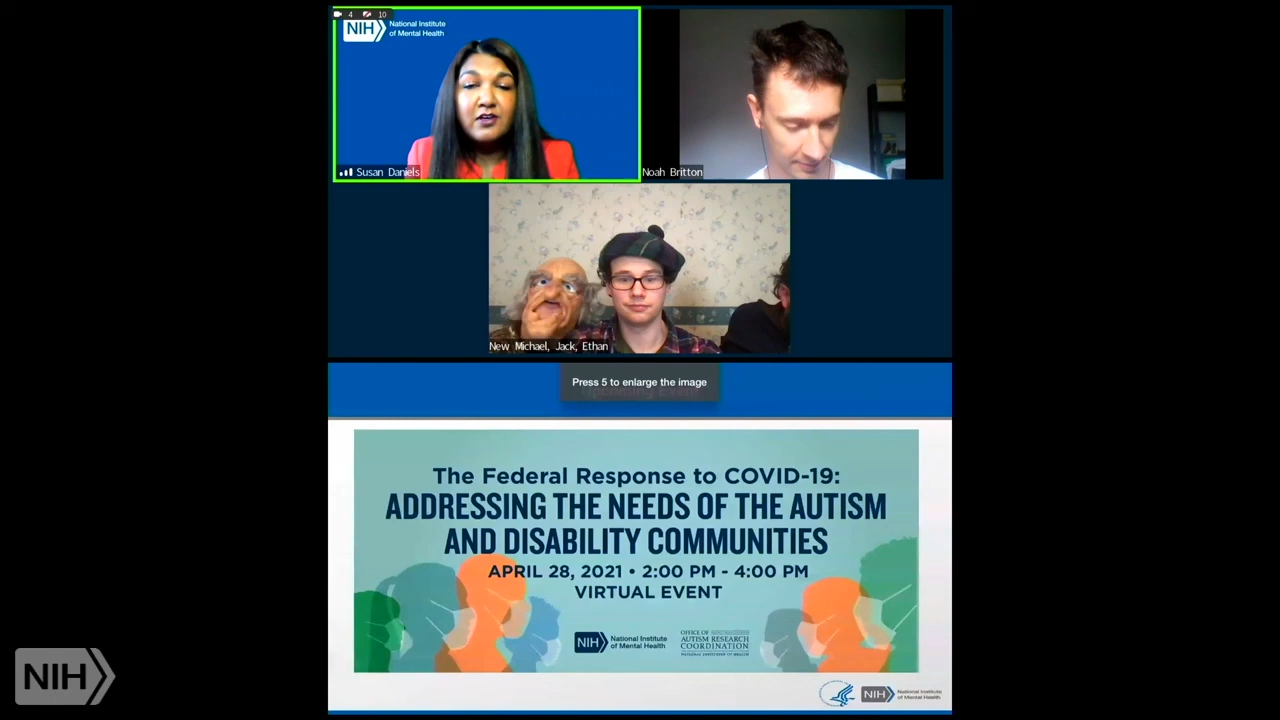 4 10
NIH National Institute
of Mental Health
Susan Daniels
Noah Britton
New Michael, Jack, Ethan
Press 5 to enlarge the image
The Federal Response to COVID-19:
ADDRESSING THE NEEDS OF THE AUTISM
AND DISABILITY COMMUNITIES
APRIL 28, 2021 • 2:00 PM - 4:00 PM
VIRTUAL EVENT
NIH National Institute
of Mental Health
OFFICE OF
AUTISM RESEARCH
COORDINATION
NIH National Institute
of Mental Health
NIH